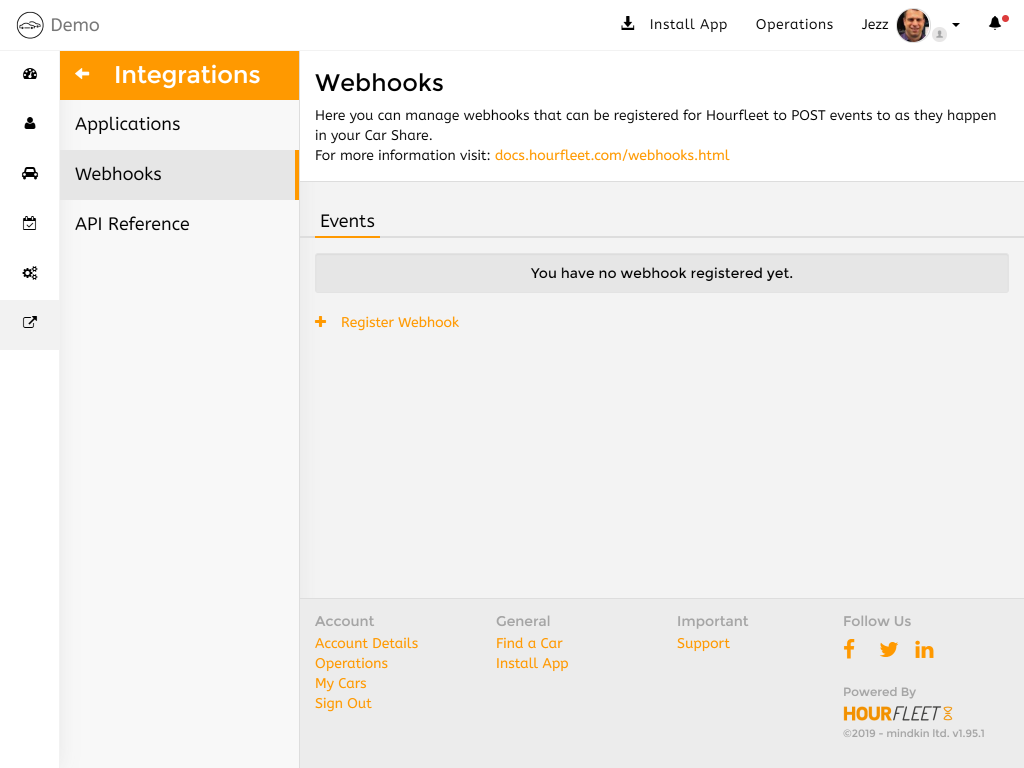 Demo
Install App
Operations
Jezz
Integrations
Applications
Webhooks
API Reference
Webhooks
Here you can manage webhooks that can be registered for Hourfleet to POST events to as they happen
in your Car Share.
For more information visit: docs.hourfleet.com/webhooks.html
Events
You have no webhook registered yet.
Register Webhook
Account
Account Details
Operations
My Cars
Sign Out
General
Find a Car
Install App
Important
Support
Follow Us
Powered By
HOURFLEET
©2019 - mindkin ltd. v1.95.1